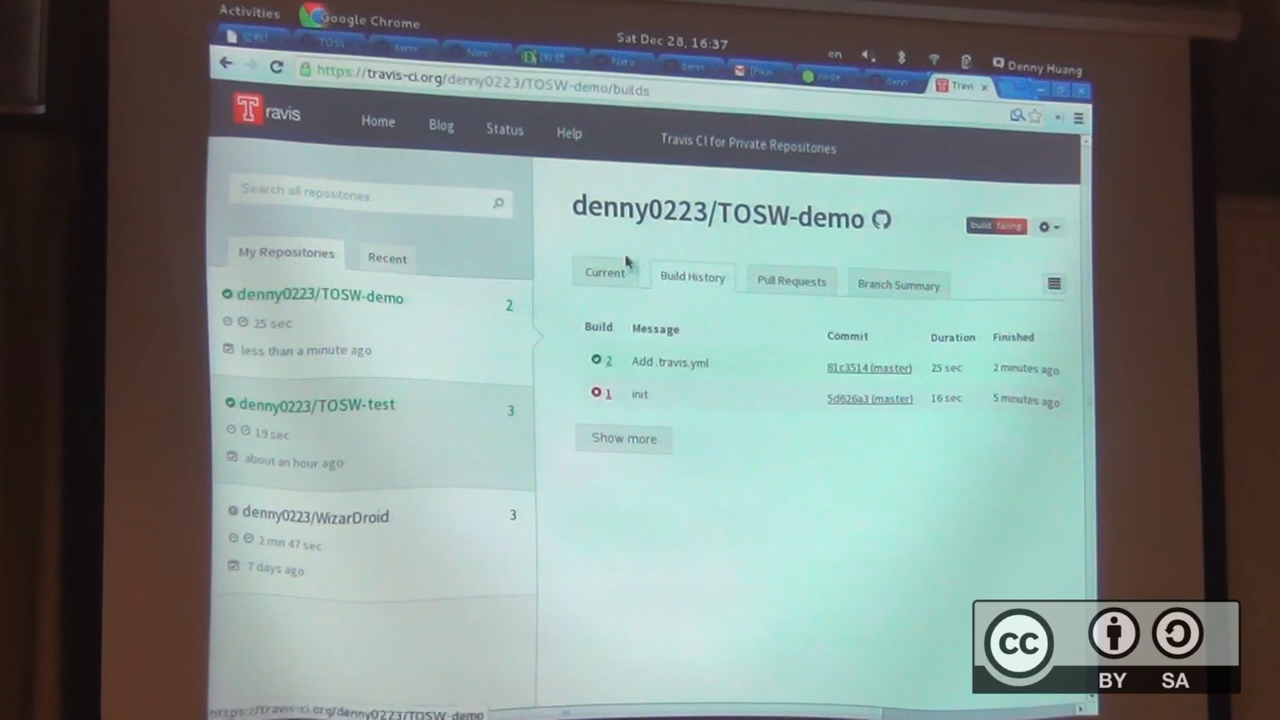 Activities
Google Chrome
Sat Dec 28, 16:37
en
Denny Huang
TOSW
Travi
https://travis-ci.org/denny0223/TOSW-demo/builds
Travis
Home
Blog
Status
Help
Travis CI for Private Repositories
Search all repositories
My Repositories
Recent
denny0223/TOSW-demo
2
25 sec
less than a minute ago
denny0223/TOSW-test
3
19 sec
about an hour ago
denny0223/WizarDroid
3
2 min 47 sec
7 days ago
denny0223/TOSW-demo
build failing
Current
Build History
Pull Requests
Branch Summary
Build Message Commit Duration Finished
2 Add .travis.yml 81c3514 (master) 25 sec 2 minutes ago
1 init 5d626a3 (master) 16 sec 5 minutes ago
Show more
https://travis-ci.org/denny0223/TOSW-demo
cc
BY SA